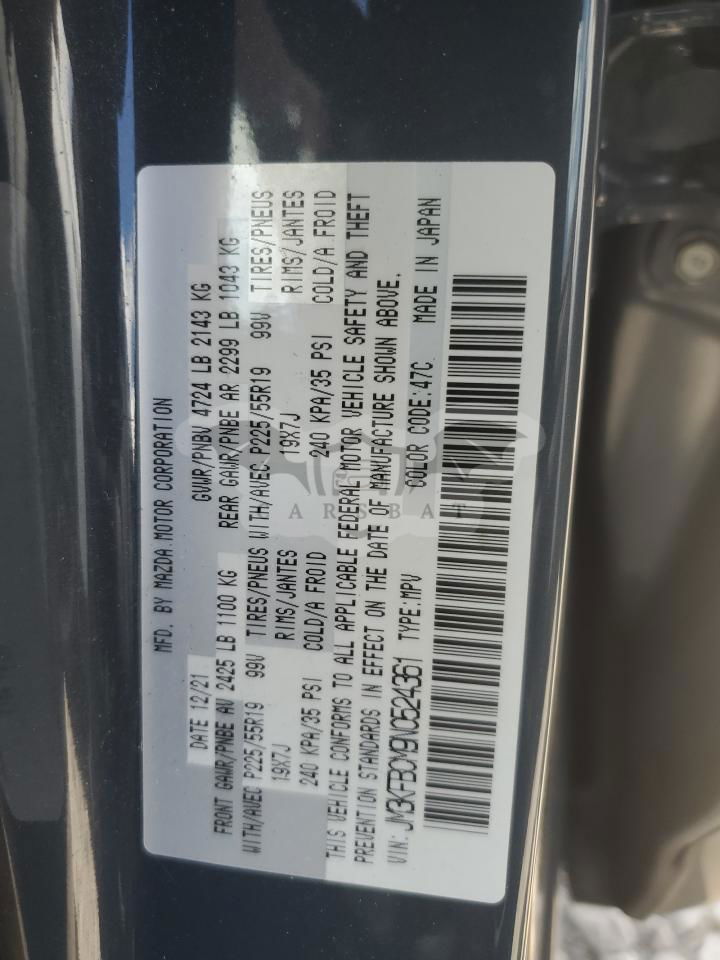 MFD. BY MAZDA MOTOR CORPORATION
DATE 12/21 GVWR/PNBV 4724 LB 2143 KG
FRONT GAWR/PNBE AV 2425 LB 1100 KG REAR GAWR/PNBE AR 2299 LB 1043 KG
WITH/AVEC P225/55R19 99V TIRES/PNEUS WITH/AVEC P225/55R19 99V TIRES/PNEUS
19X7J RIMS/JANTES 19X7J RIMS/JANTES
240 KPA/35 PSI COLD/A FROID 240 KPA/35 PSI COLD/A FROID
THIS VEHICLE CONFORMS TO ALL APPLICABLE FEDERAL MOTOR VEHICLE SAFETY AND THEFT
PREVENTION STANDARDS IN EFFECT ON THE DATE OF MANUFACTURE SHOWN ABOVE.
VIN: JM3KFBCM9N0524361 TYPE:MPV COLOR CODE:47C MADE IN JAPAN
CARSBAT